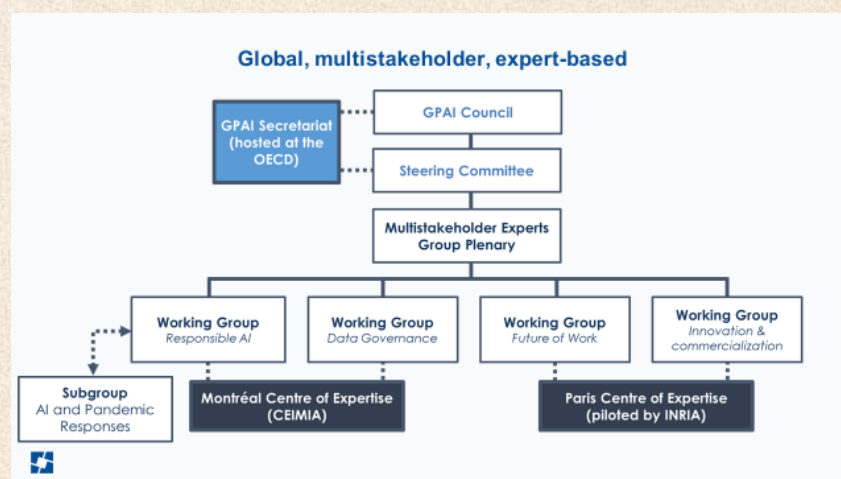 Global, multistakeholder, expert-based
GPAI Secretariat
(hosted at the
OECD)
GPAI Council
Steering Committee
Multistakeholder Experts
Group Plenary
Working Group
Responsible AI
Working Group
Data Governance
Working Group
Future of Work
Working Group
Innovation &
commercialization
Subgroup
AI and Pandemic
Responses
Montréal Centre of Expertise
(CEIMIA)
Paris Centre of Expertise
(piloted by INRIA)